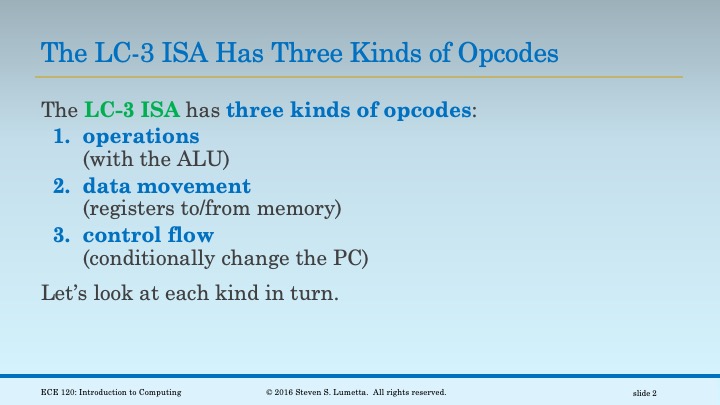 The LC-3 ISA Has Three Kinds of Opcodes
The LC-3 ISA has three kinds of opcodes:
1. operations
(with the ALU)
2. data movement
(registers to/from memory)
3. control flow
(conditionally change the PC)
Let’s look at each kind in turn.
ECE 120: Introduction to Computing © 2016 Steven S. Lumetta. All rights reserved. slide 2